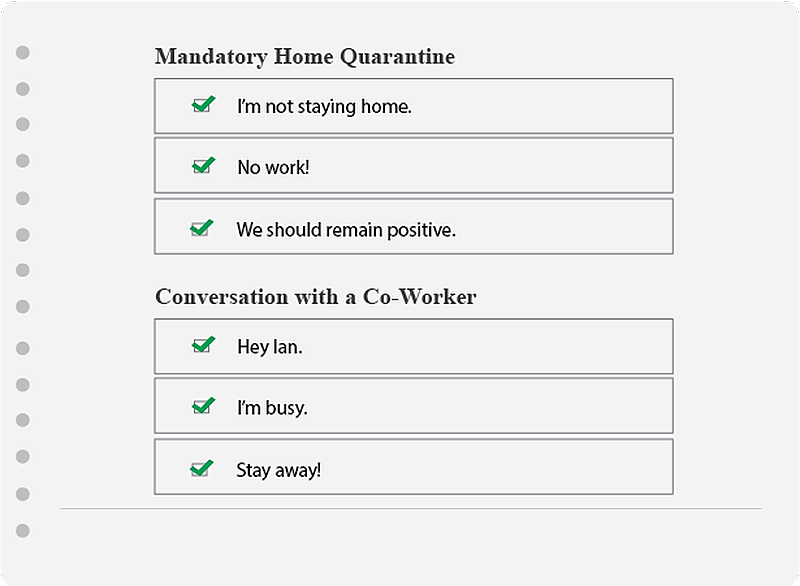 Mandatory Home Quarantine
I'm not staying home.
No work!
We should remain positive.
Conversation with a Co-Worker
Hey Ian.
I'm busy.
Stay away!